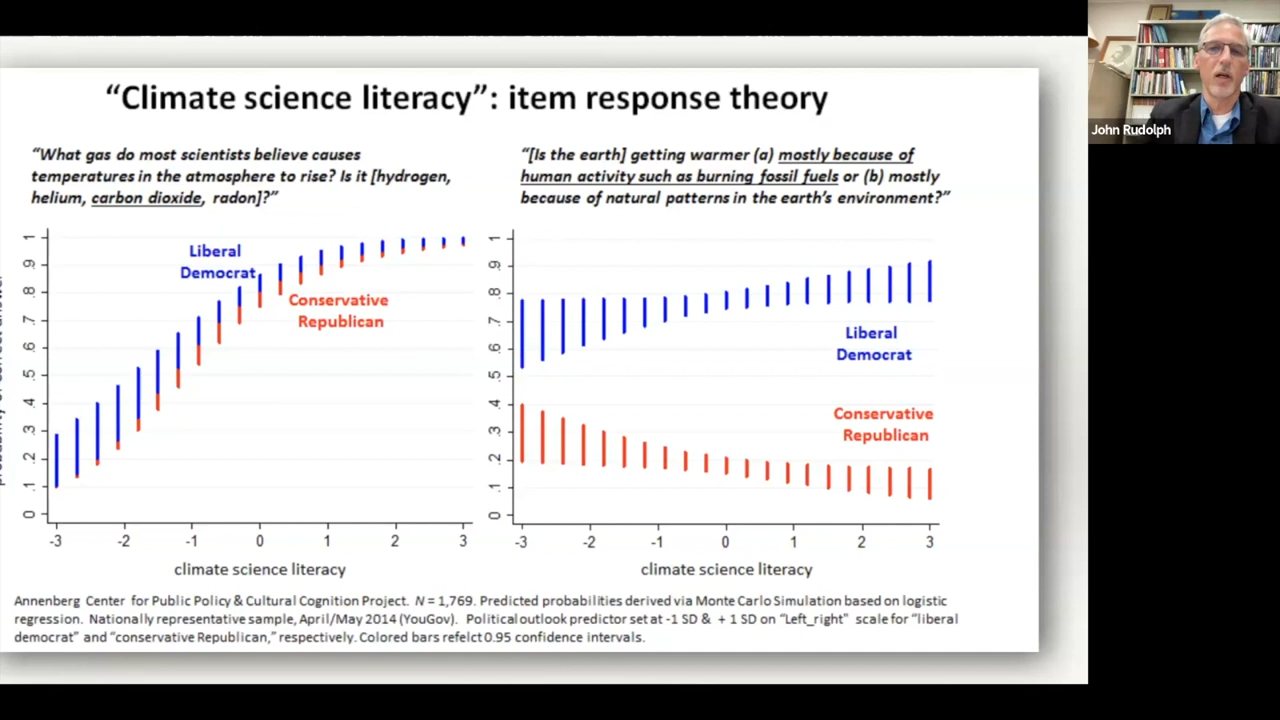 “Climate science literacy”: item response theory
“What gas do most scientists believe causes
temperatures in the atmosphere to rise? Is it [hydrogen,
helium, carbon dioxide, radon]?”
“[Is the earth] getting warmer (a) mostly because of
human activity such as burning fossil fuels or (b) mostly
because of natural patterns in the earth’s environment?”
1
.9
.8
.7
.6
.5
.4
.3
.2
.1
0
Liberal
Democrat
Conservative
Republican
-3 -2 -1 0 1 2 3
climate science literacy
1
.9
.8
.7
.6
.5
.4
.3
.2
.1
0
Liberal
Democrat
Conservative
Republican
-3 -2 -1 0 1 2 3
climate science literacy
Annenberg Center for Public Policy & Cultural Cognition Project. N = 1,769. Predicted probabilities derived via Monte Carlo Simulation based on logistic
regression. Nationally representative sample, April/May 2014 (YouGov). Political outlook predictor set at -1 SD & + 1 SD on “Left_right” scale for “liberal
democrat” and “conservative Republican,” respectively. Colored bars refelct 0.95 confidence intervals.
John Rudolph